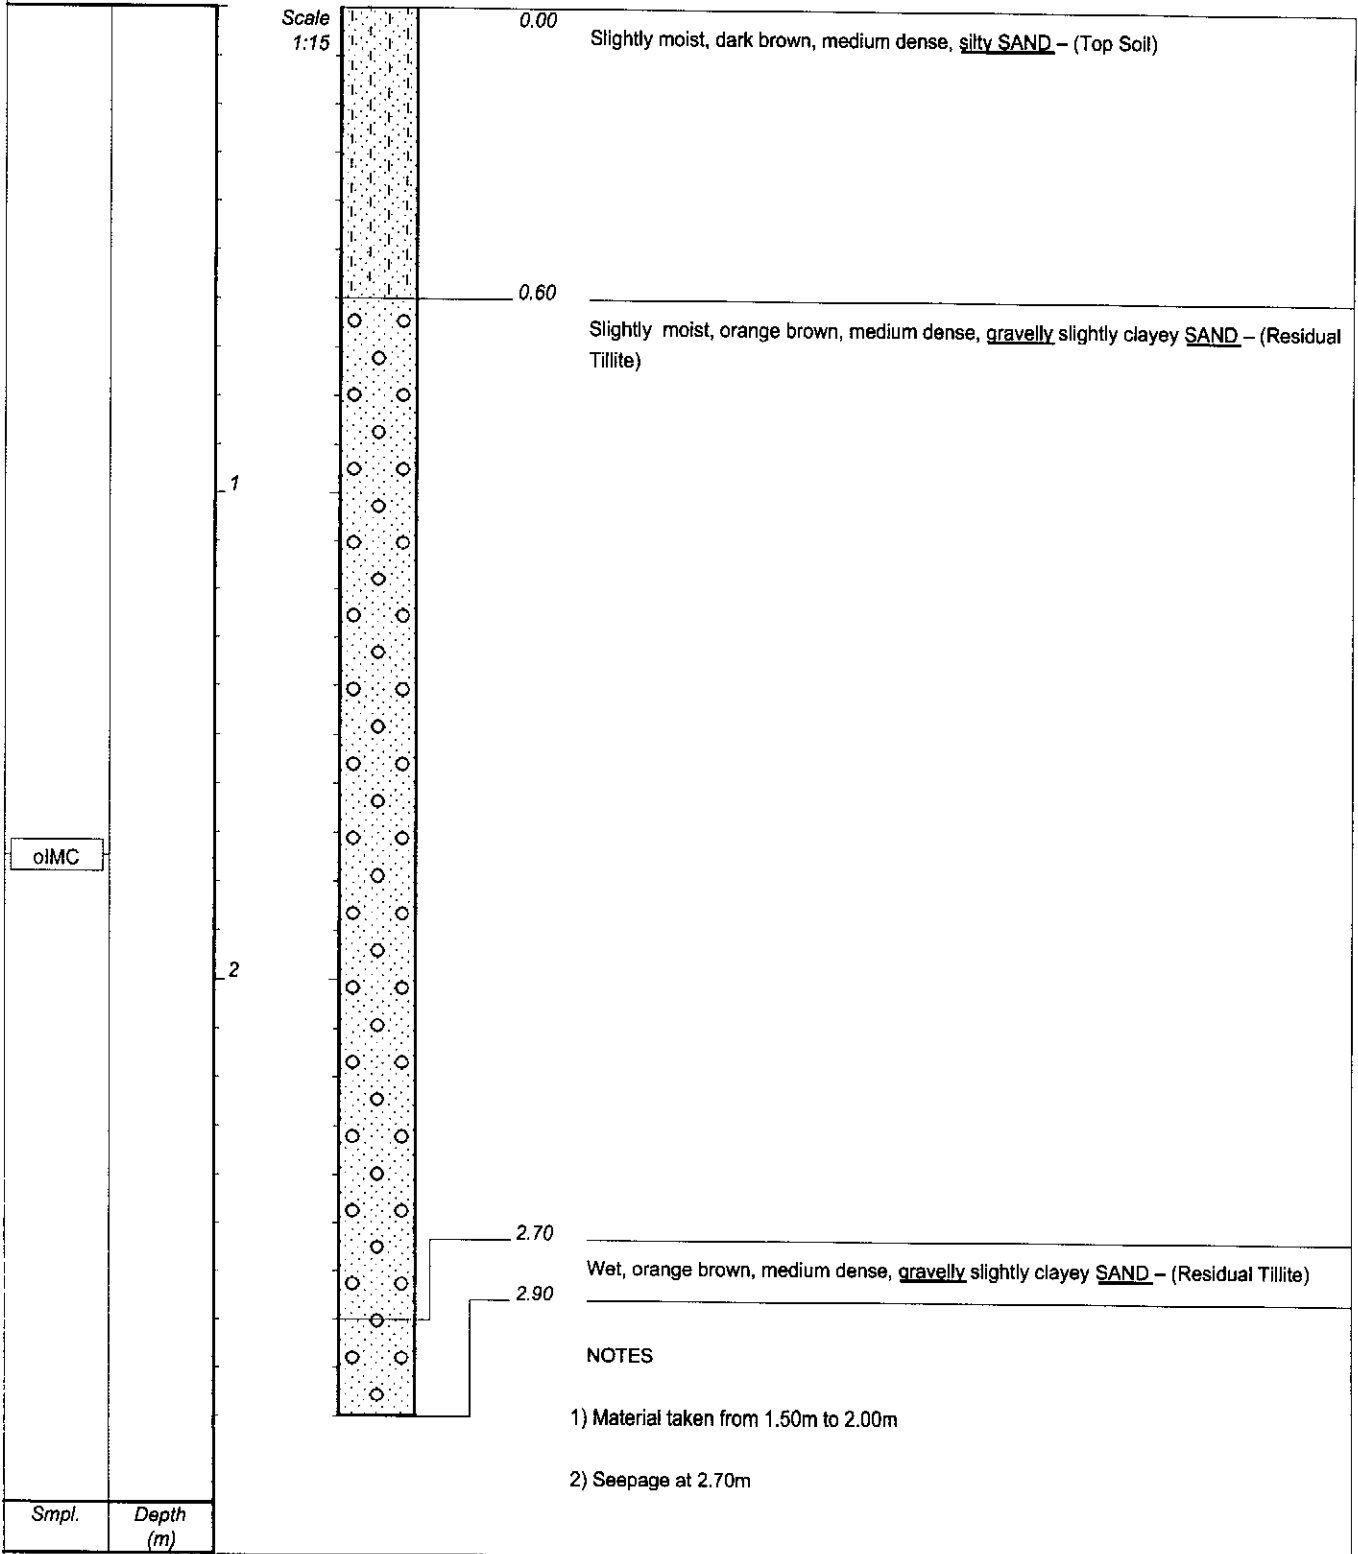 Scale
1:15
0.00
Slightly moist, dark brown, medium dense, silty SAND – (Top Soil)
0.60
Slightly moist, orange brown, medium dense, gravelly slightly clayey SAND – (Residual
Tillite)
1
oIMC
2
2.70
Wet, orange brown, medium dense, gravelly slightly clayey SAND – (Residual Tillite)
2.90
NOTES
1) Material taken from 1.50m to 2.00m
2) Seepage at 2.70m
Smpl.
Depth
(m)